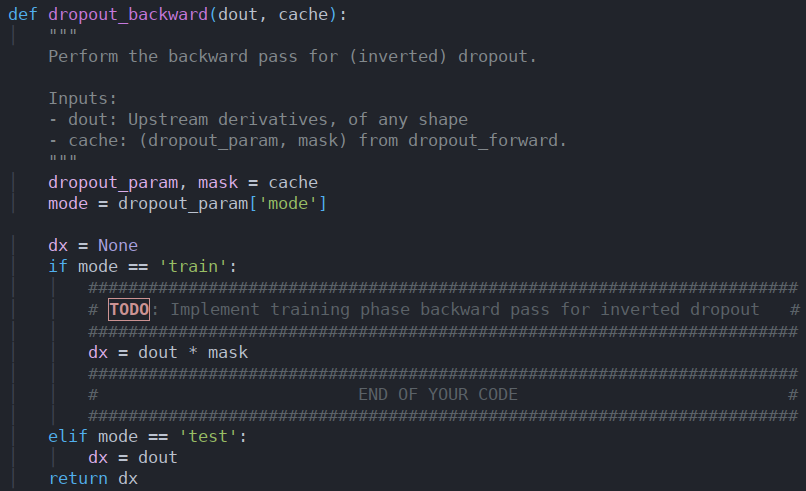 def dropout_backward(dout, cache):
    """
    Perform the backward pass for (inverted) dropout.

    Inputs:
    - dout: Upstream derivatives, of any shape
    - cache: (dropout_param, mask) from dropout_forward.
    """
    dropout_param, mask = cache
    mode = dropout_param['mode']

    dx = None
    if mode == 'train':
        #######################################################################
        # TODO: Implement training phase backward pass for inverted dropout   #
        #######################################################################
        dx = dout * mask
        #######################################################################
        #                          END OF YOUR CODE                           #
        #######################################################################
    elif mode == 'test':
        dx = dout
    return dx